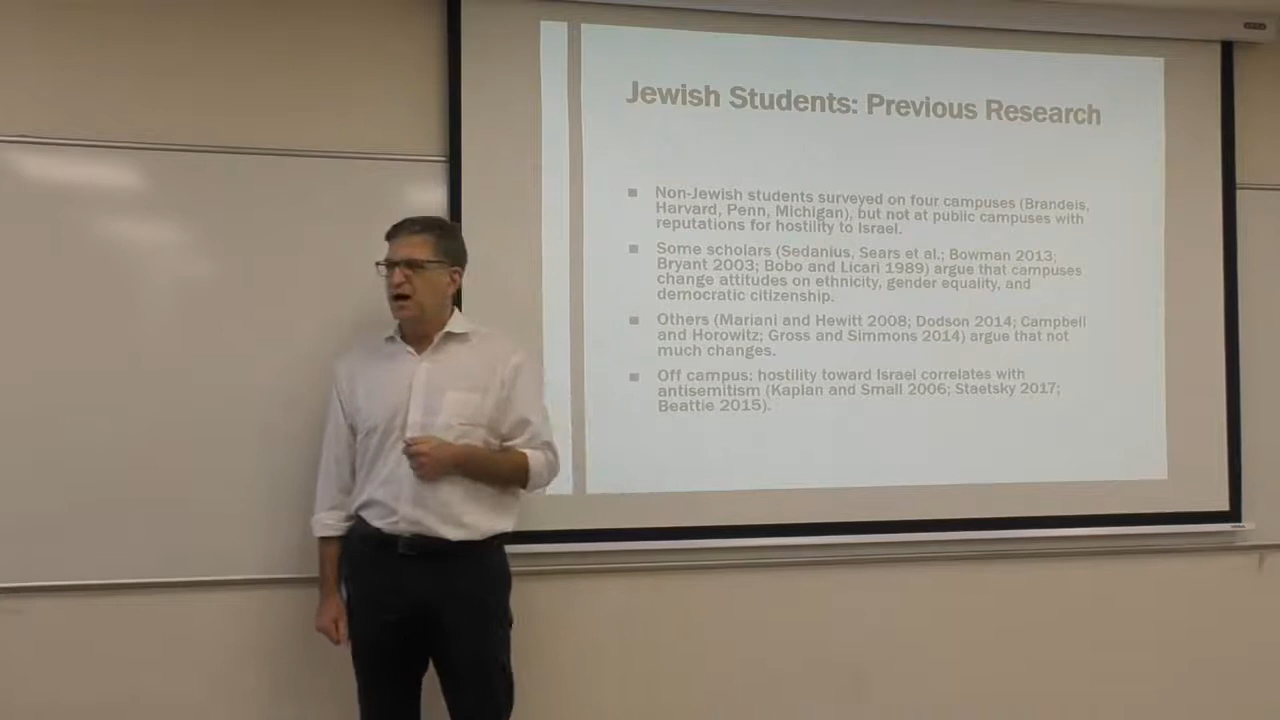 Jewish Students: Previous Research
Non-Jewish students surveyed on four campuses (Brandeis,
Harvard, Penn, Michigan), but not at public campuses with
reputations for hostility to Israel.
Some scholars (Sedanius, Sears et al.; Bowman 2013;
Bryant 2003; Bobo and Licari 1989) argue that campuses
change attitudes on ethnicity, gender equality, and
democratic citizenship.
Others (Mariani and Hewitt 2008; Dodson 2014; Campbell
and Horowitz; Gross and Simmons 2014) argue that not
much changes.
Off campus: hostility toward Israel correlates with
antisemitism (Kaplan and Small 2006; Staetsky 2017;
Beattie 2015).